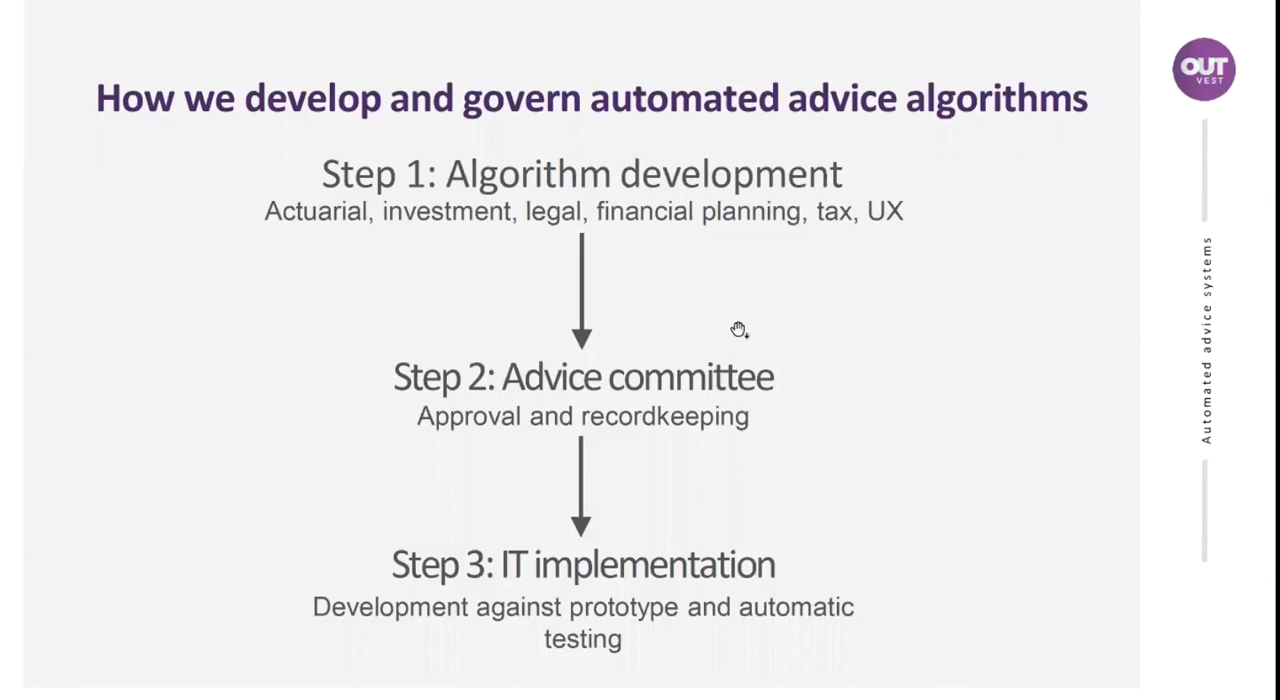 How we develop and govern automated advice algorithms
Step 1: Algorithm development
Actuarial, investment, legal, financial planning, tax, UX
Step 2: Advice committee
Approval and recordkeeping
Step 3: IT implementation
Development against prototype and automatic
testing
OUT
VEST
Automated advice systems